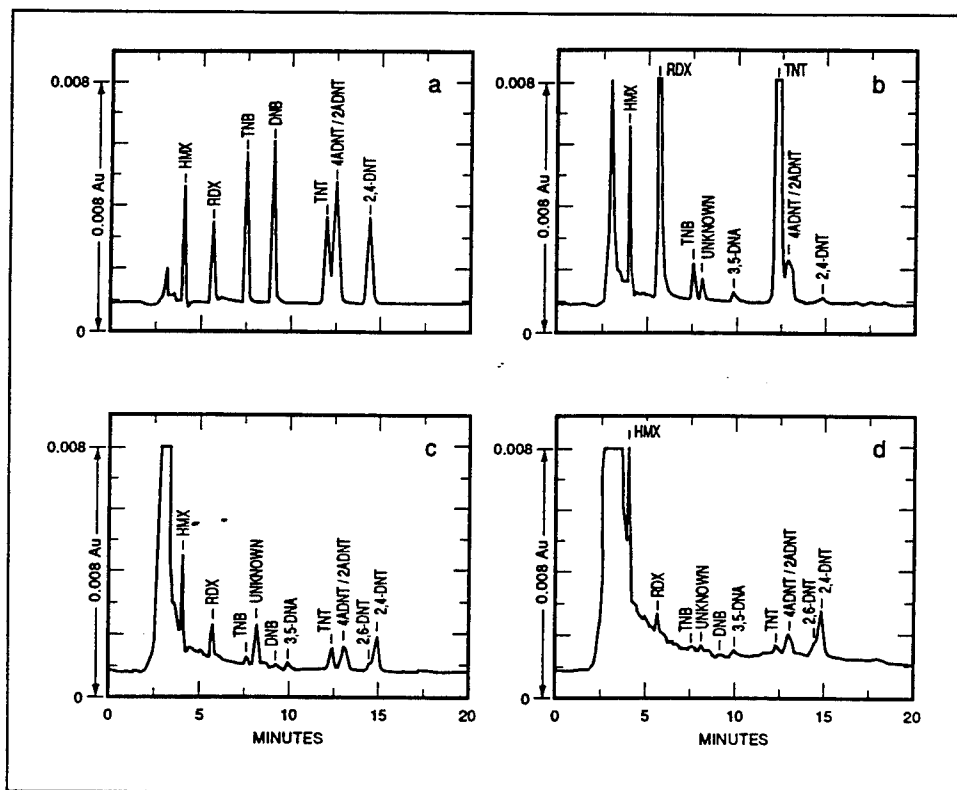 a
0.008
0.008 Au
0
HMX
RDX
TNB
DNB
TNT
4ADNT / 2ADNT
2,4-DNT
b
0.008
0.008 Au
0
HMX
RDX
TNB
UNKNOWN
3,5-DNA
TNT
4ADNT / 2ADNT
2,4-DNT
c
0.008
0.008 Au
0
HMX
RDX
TNB
UNKNOWN
DNB
3,5-DNA
TNT
4ADNT / 2ADNT
2,6-DNT
2,4-DNT
0 5 10 15 20
MINUTES
d
0.008
0.008 Au
0
HMX
RDX
TNB
UNKNOWN
DNB
3,5-DNA
TNT
4ADNT / 2ADNT
2,6-DNT
2,4-DNT
0 5 10 15 20
MINUTES